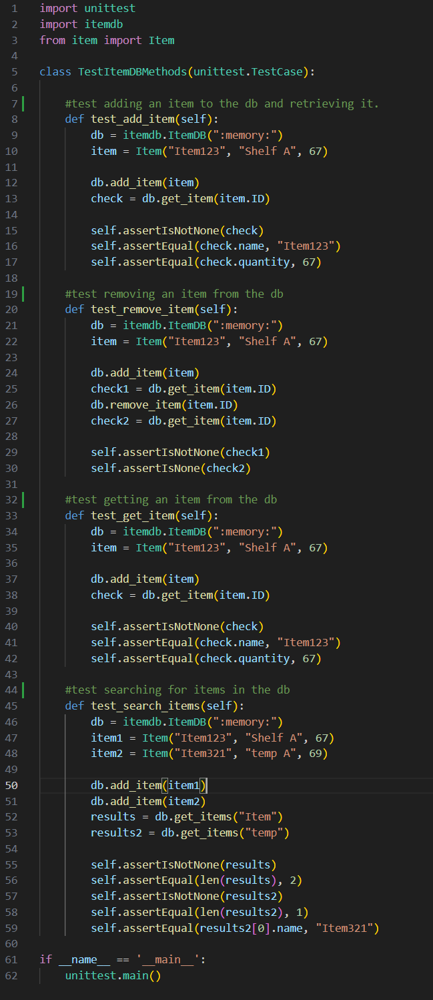 1 import unittest
2 import itemdb
3 from item import Item
4
5 class TestItemDBMethods(unittest.TestCase):
6
7     #test adding an item to the db and retrieving it.
8     def test_add_item(self):
9         db = itemdb.ItemDB(":memory:")
10         item = Item("Item123", "Shelf A", 67)
11
12         db.add_item(item)
13         check = db.get_item(item.ID)
14
15         self.assertIsNotNone(check)
16         self.assertEqual(check.name, "Item123")
17         self.assertEqual(check.quantity, 67)
18
19     #test removing an item from the db
20     def test_remove_item(self):
21         db = itemdb.ItemDB(":memory:")
22         item = Item("Item123", "Shelf A", 67)
23
24         db.add_item(item)
25         check1 = db.get_item(item.ID)
26         db.remove_item(item.ID)
27         check2 = db.get_item(item.ID)
28
29         self.assertIsNotNone(check1)
30         self.assertIsNone(check2)
31
32     #test getting an item from the db
33     def test_get_item(self):
34         db = itemdb.ItemDB(":memory:")
35         item = Item("Item123", "Shelf A", 67)
36
37         db.add_item(item)
38         check = db.get_item(item.ID)
39
40         self.assertIsNotNone(check)
41         self.assertEqual(check.name, "Item123")
42         self.assertEqual(check.quantity, 67)
43
44     #test searching for items in the db
45     def test_search_items(self):
46         db = itemdb.ItemDB(":memory:")
47         item1 = Item("Item123", "Shelf A", 67)
48         item2 = Item("Item321", "temp A", 69)
49
50         db.add_item(item1)
51         db.add_item(item2)
52         results = db.get_items("Item")
53         results2 = db.get_items("temp")
54
55         self.assertIsNotNone(results)
56         self.assertEqual(len(results), 2)
57         self.assertIsNotNone(results2)
58         self.assertEqual(len(results2), 1)
59         self.assertEqual(results2[0].name, "Item321")
60
61 if __name__ == '__main__':
62     unittest.main()